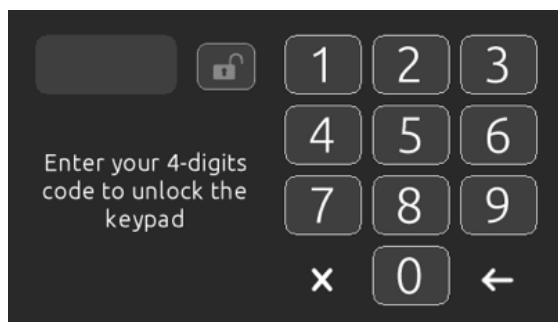 1 2 3
4 5 6
Enter your 4-digits
code to unlock the
keypad
7 8 9
0